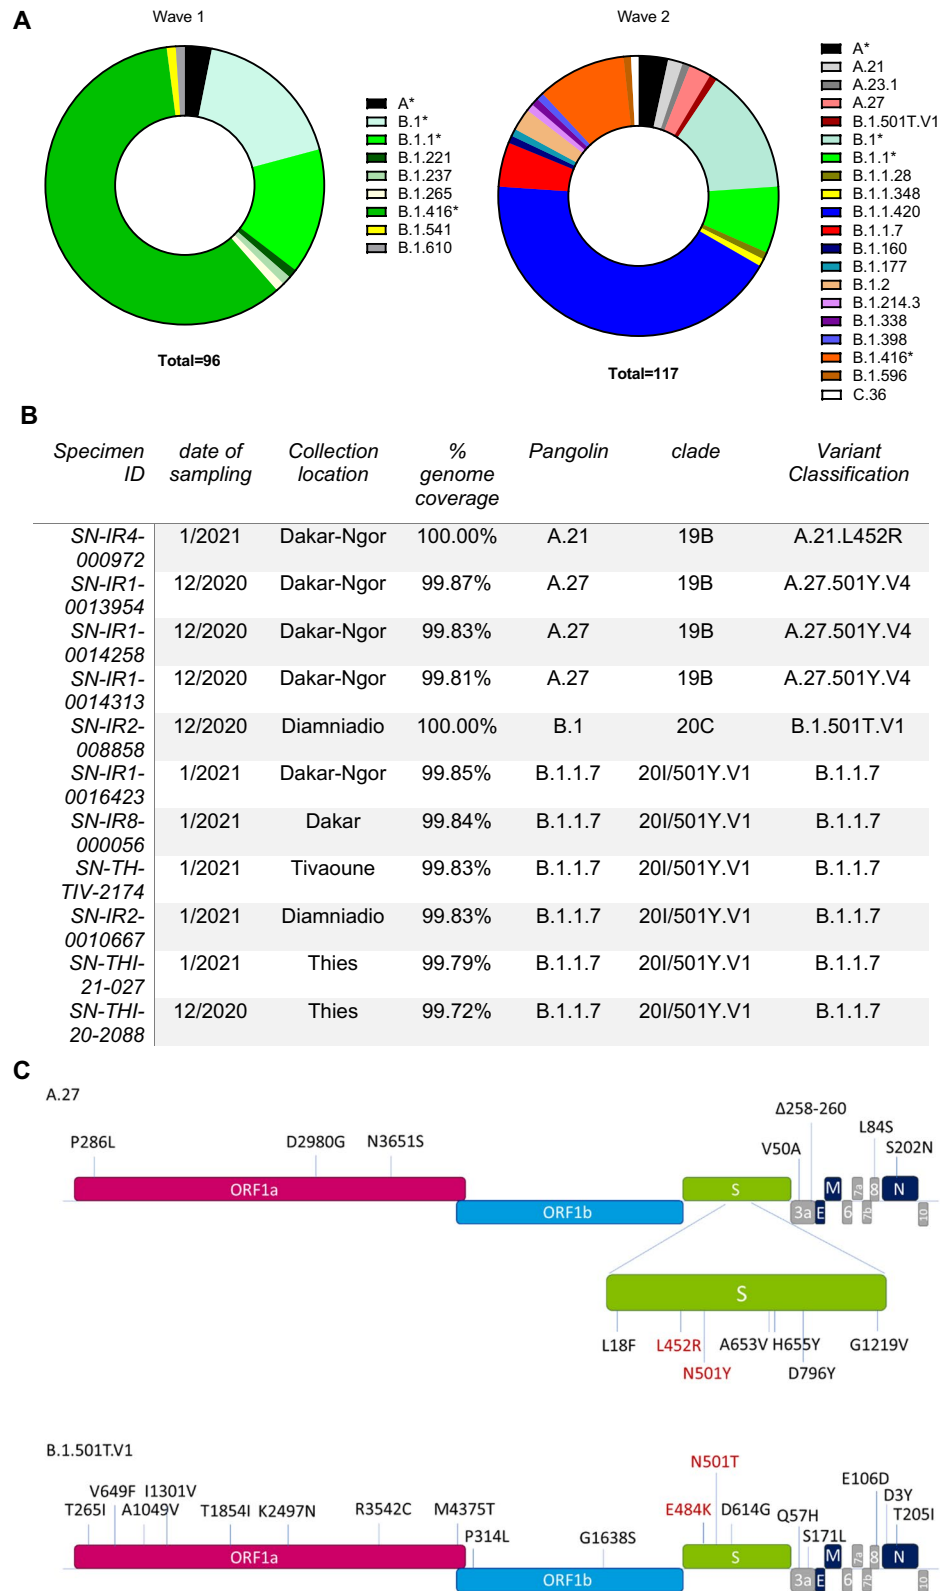 A
Wave 1
Wave 2
A*
B.1*
B.1.1*
B.1.221
B.1.237
B.1.265
B.1.416*
B.1.541
B.1.610
Total=96
A*
A.21
A.23.1
A.27
B.1.501T.V1
B.1*
B.1.1*
B.1.1.28
B.1.1.348
B.1.1.420
B.1.1.7
B.1.160
B.1.177
B.1.2
B.1.214.3
B.1.338
B.1.398
B.1.416*
B.1.596
C.36
Total=117
B
Specimen ID date of sampling Collection location % genome coverage Pangolin clade Variant Classification
SN-IR4-000972 1/2021 Dakar-Ngor 100.00% A.21 19B A.21.L452R
SN-IR1-0013954 12/2020 Dakar-Ngor 99.87% A.27 19B A.27.501Y.V4
SN-IR1-0014258 12/2020 Dakar-Ngor 99.83% A.27 19B A.27.501Y.V4
SN-IR1-0014313 12/2020 Dakar-Ngor 99.81% A.27 19B A.27.501Y.V4
SN-IR2-008858 12/2020 Diamniadio 100.00% B.1 20C B.1.501T.V1
SN-IR1-0016423 1/2021 Dakar-Ngor 99.85% B.1.1.7 20I/501Y.V1 B.1.1.7
SN-IR8-000056 1/2021 Dakar 99.84% B.1.1.7 20I/501Y.V1 B.1.1.7
SN-TH-TIV-2174 1/2021 Tivaoune 99.83% B.1.1.7 20I/501Y.V1 B.1.1.7
SN-IR2-0010667 1/2021 Diamniadio 99.83% B.1.1.7 20I/501Y.V1 B.1.1.7
SN-THI-21-027 1/2021 Thies 99.79% B.1.1.7 20I/501Y.V1 B.1.1.7
SN-THI-20-2088 12/2020 Thies 99.72% B.1.1.7 20I/501Y.V1 B.1.1.7
C
A.27
Δ258-260
P286L D2980G N3651S V50A L84S S202N
ORF1a S M 7a 8 N
ORF1b 3a E 6 7b 10
S
L18F L452R A653V H655Y G1219V
N501Y D796Y
B.1.501T.V1
N501T
V649F I1301V E106D
T265I A1049V T1854I K2497N R3542C M4375T E484K D614G Q57H D3Y T205I
P314L G1638S S171L
ORF1a S M 7a 8 N
ORF1b 3a E 6 7b 10